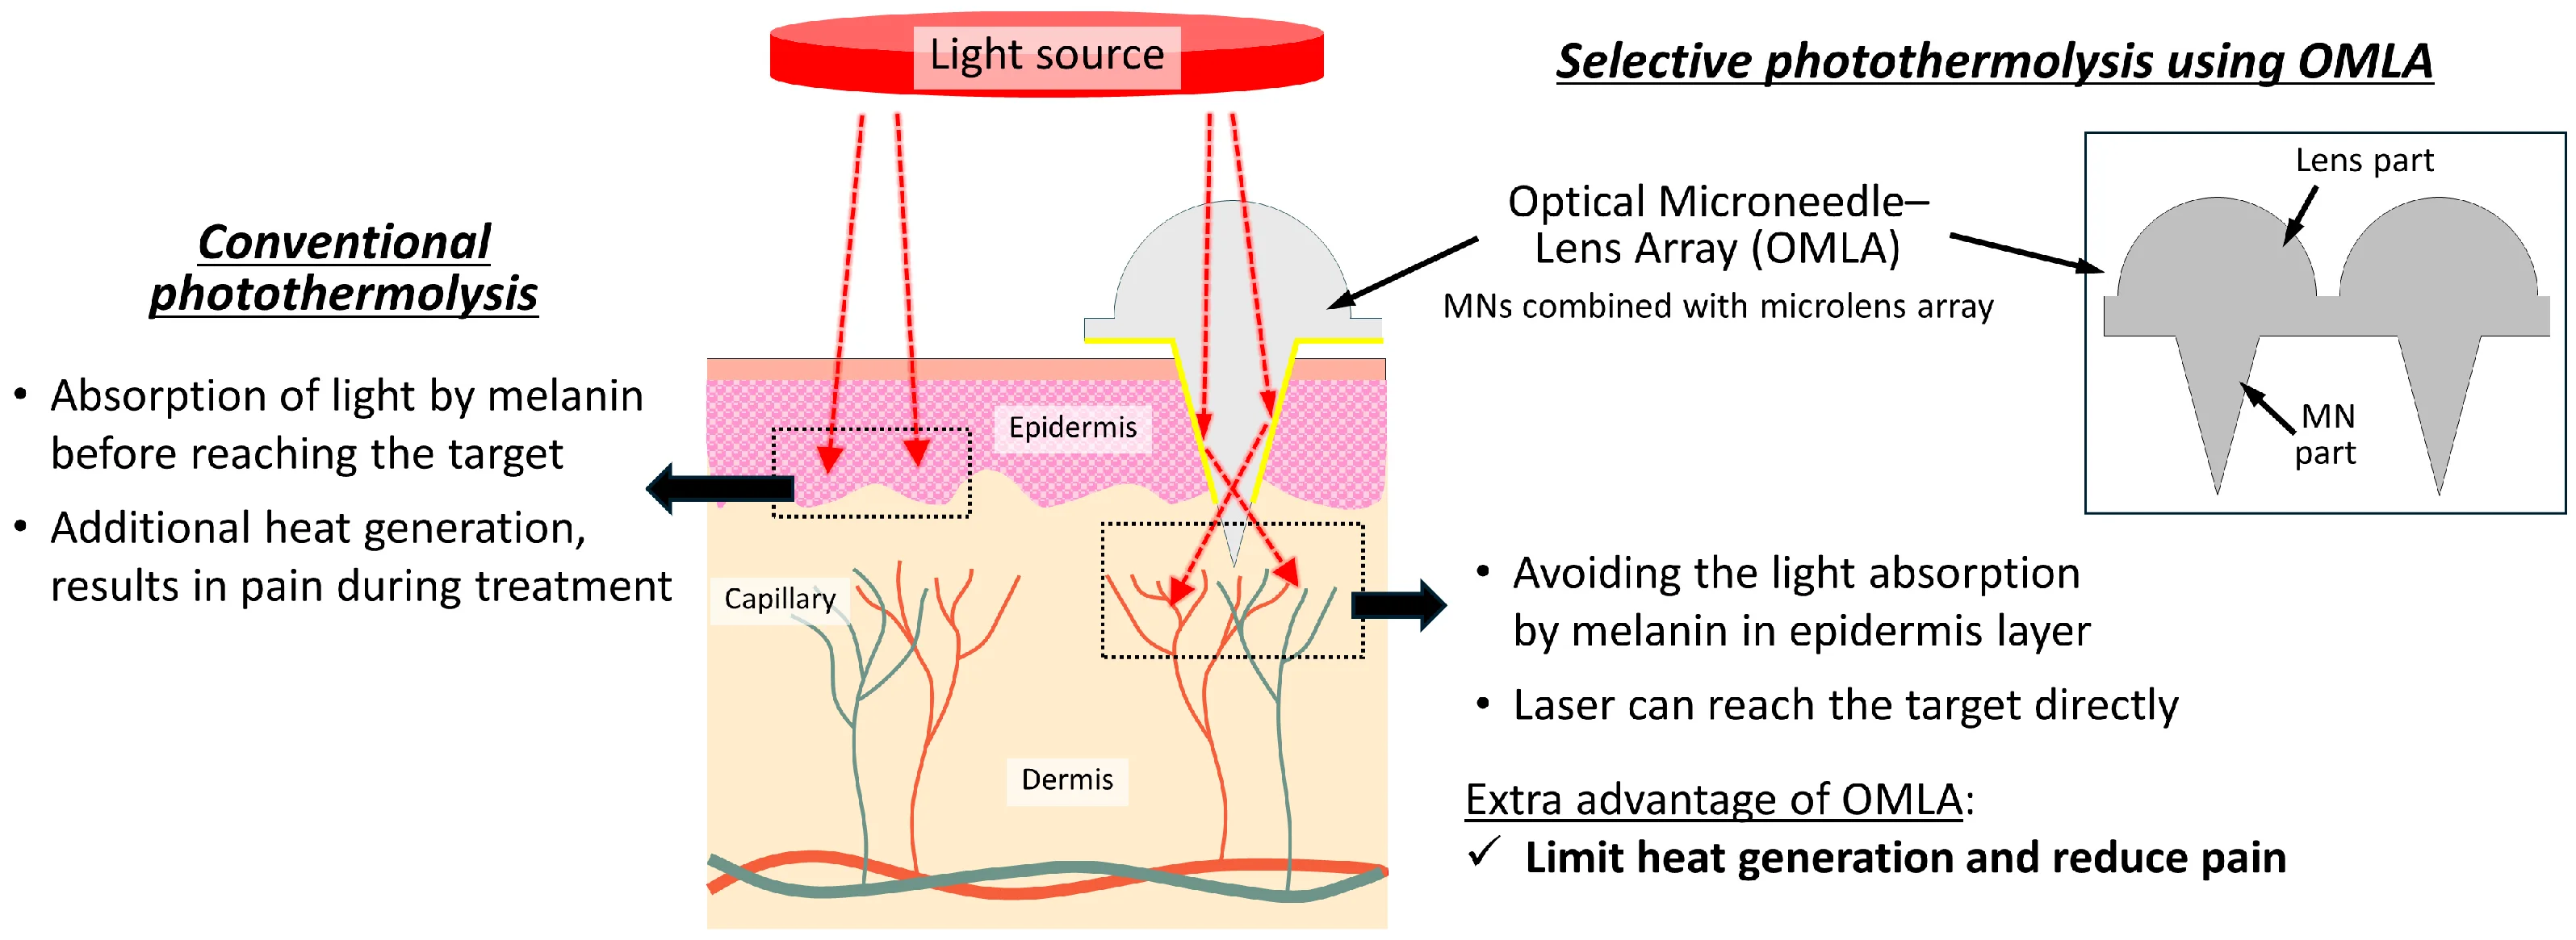 Light source
Selective photothermolysis using OMLA
Conventional
photothermolysis
• Absorption of light by melanin
before reaching the target
• Additional heat generation,
results in pain during treatment
Optical Microneedle–
Lens Array (OMLA)
MNs combined with microlens array
Lens part
MN
part
Epidermis
Capillary
Dermis
• Avoiding the light absorption
by melanin in epidermis layer
• Laser can reach the target directly
Extra advantage of OMLA:
✓ Limit heat generation and reduce pain